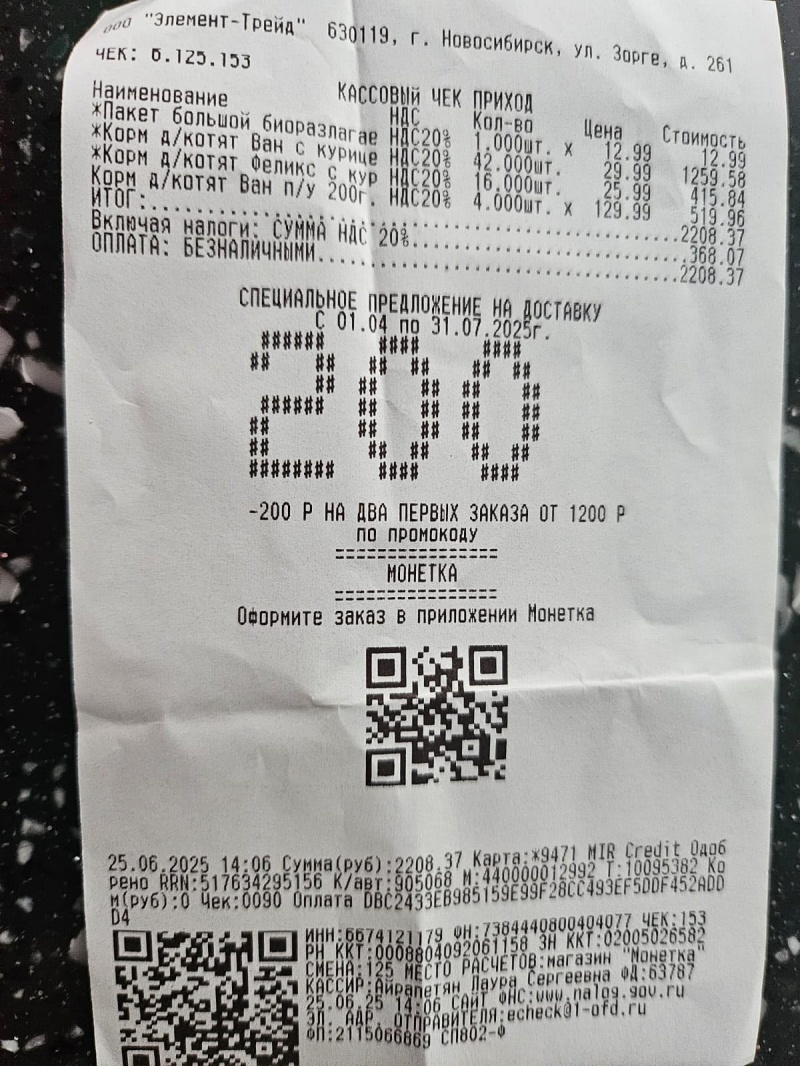 ООО "Элемент-Трейд" 630119, г. Новосибирск, ул. Зорге, д. 261
ЧЕК: 6.125.153
КАССОВЫЙ ЧЕК ПРИХОД
Наименование НДС Кол-во Цена Стоимость
*Пакет большой биоразлагае НДС20% 1.000шт. х 12.99 12.99
*Корм д/котят Ван с курице НДС20% 42.000шт. 29.99 1259.58
*Корм д/котят Феликс с кур НДС20% 16.000шт. 25.99 415.84
Корм д/котят Ван п/у 200г. НДС20% 4.000шт. х 129.99 519.96
ИТОГ:.......2208.37
Включая налоги: СУММА НДС 20%.......368.07
ОПЛАТА: БЕЗНАЛИЧНЫМИ.......2208.37
СПЕЦИАЛЬНОЕ ПРЕДЛОЖЕНИЕ НА ДОСТАВКУ
С 01.04 по 31.07.2025г.
200
-200 Р НА ДВА ПЕРВЫХ ЗАКАЗА ОТ 1200 Р
ПО ПРОМОКОДУ
================
МОНЕТКА
================
Оформите заказ в приложении Монетка
25.06.2025 14:06 Сумма(руб):2208.37 Карта:*9471 MIR Credit Одоб
рено RRN:517634295156 К/авт:905068 М:440000012992 Т:10095382 Ко
м(руб):0 Чек:0090 Оплата DBC2433EB985159E99F28CC493EF5DDF452ADD
D4
ИНН:6674121179 ФН:7384440800404077 ЧЕК:153
РН ККТ:0008804092061158 ЗН ККТ:02005026582
СМЕНА:125 МЕСТО РАСЧЕТОВ:магазин "Монетка"
КАССИР:Айрапетян Лаура Сергеевна ФД:63787
25.06.25 14:06 САЙТ ФНС:www.nalog.gov.ru
ЭЛ. АДР. ОТПРАВИТЕЛЯ:echeck@1-ofd.ru
ФП:2115066869 СП802-Ф